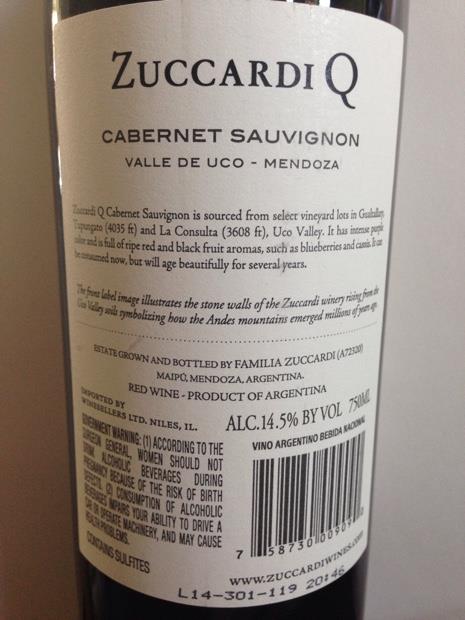 ZUCCARDI Q
CABERNET SAUVIGNON
VALLE DE UCO - MENDOZA
Zuccardi Q Cabernet Sauvignon is sourced from select vineyard lots in Gualtallary,
Tupungato (4035 ft) and La Consulta (3608 ft), Uco Valley. It has intense purple
color and is full of ripe red and black fruit aromas, such as blueberries and cassis. It can
be consumed now, but will age beautifully for several years.
The front label image illustrates the stone walls of the Zuccardi winery rising from the
Uco Valley soils symbolizing how the Andes mountains emerged millions of years ago.
ESTATE GROWN AND BOTTLED BY FAMILIA ZUCCARDI (A72320)
MAIPÚ, MENDOZA, ARGENTINA.
RED WINE - PRODUCT OF ARGENTINA
IMPORTED BY
WINESELLERS LTD. NILES, IL.
ALC.14.5% BY VOL 750ML
GOVERNMENT WARNING: (1) ACCORDING TO THE
SURGEON GENERAL, WOMEN SHOULD NOT
DRINK ALCOHOLIC BEVERAGES DURING
PREGNANCY BECAUSE OF THE RISK OF BIRTH
DEFECTS. (2) CONSUMPTION OF ALCOHOLIC
BEVERAGES IMPAIRS YOUR ABILITY TO DRIVE A
CAR OR OPERATE MACHINERY, AND MAY CAUSE
HEALTH PROBLEMS.
CONTAINS SULFITES
VINO ARGENTINO BEBIDA NACIONAL
7 58730 00909
WWW.ZUCCARDIWINES.COM
L14-301-119 20:46